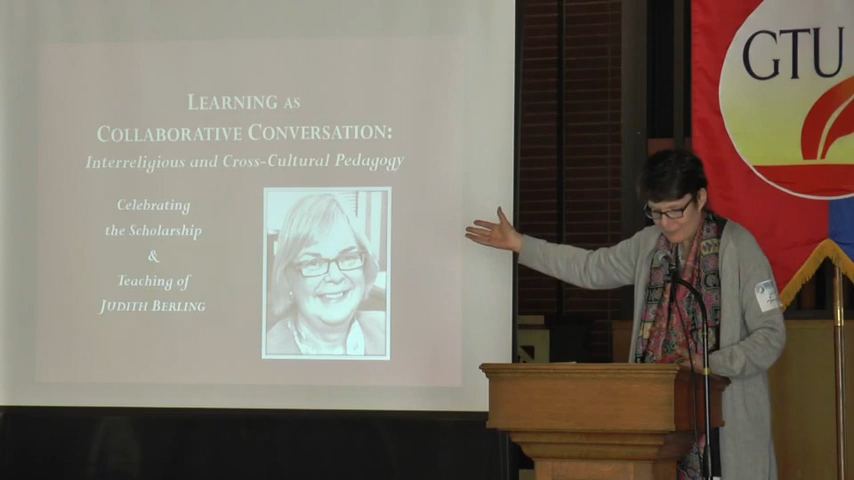 LEARNING AS
COLLABORATIVE CONVERSATION:
Interreligious and Cross-Cultural Pedagogy
Celebrating
the Scholarship
&
Teaching of
JUDITH BERLING
GTU